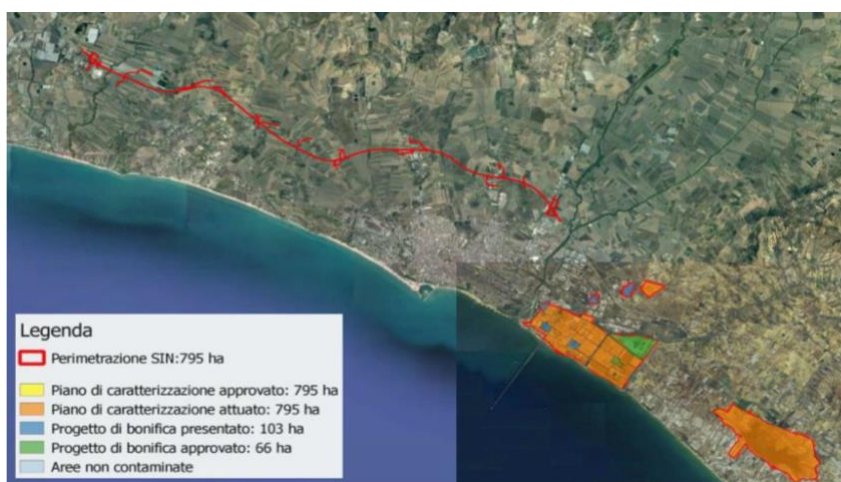 Legenda
Perimetrazione SIN:795 ha
Piano di caratterizzazione approvato: 795 ha
Piano di caratterizzazione attuato: 795 ha
Progetto di bonifica presentato: 103 ha
Progetto di bonifica approvato: 66 ha
Aree non contaminate